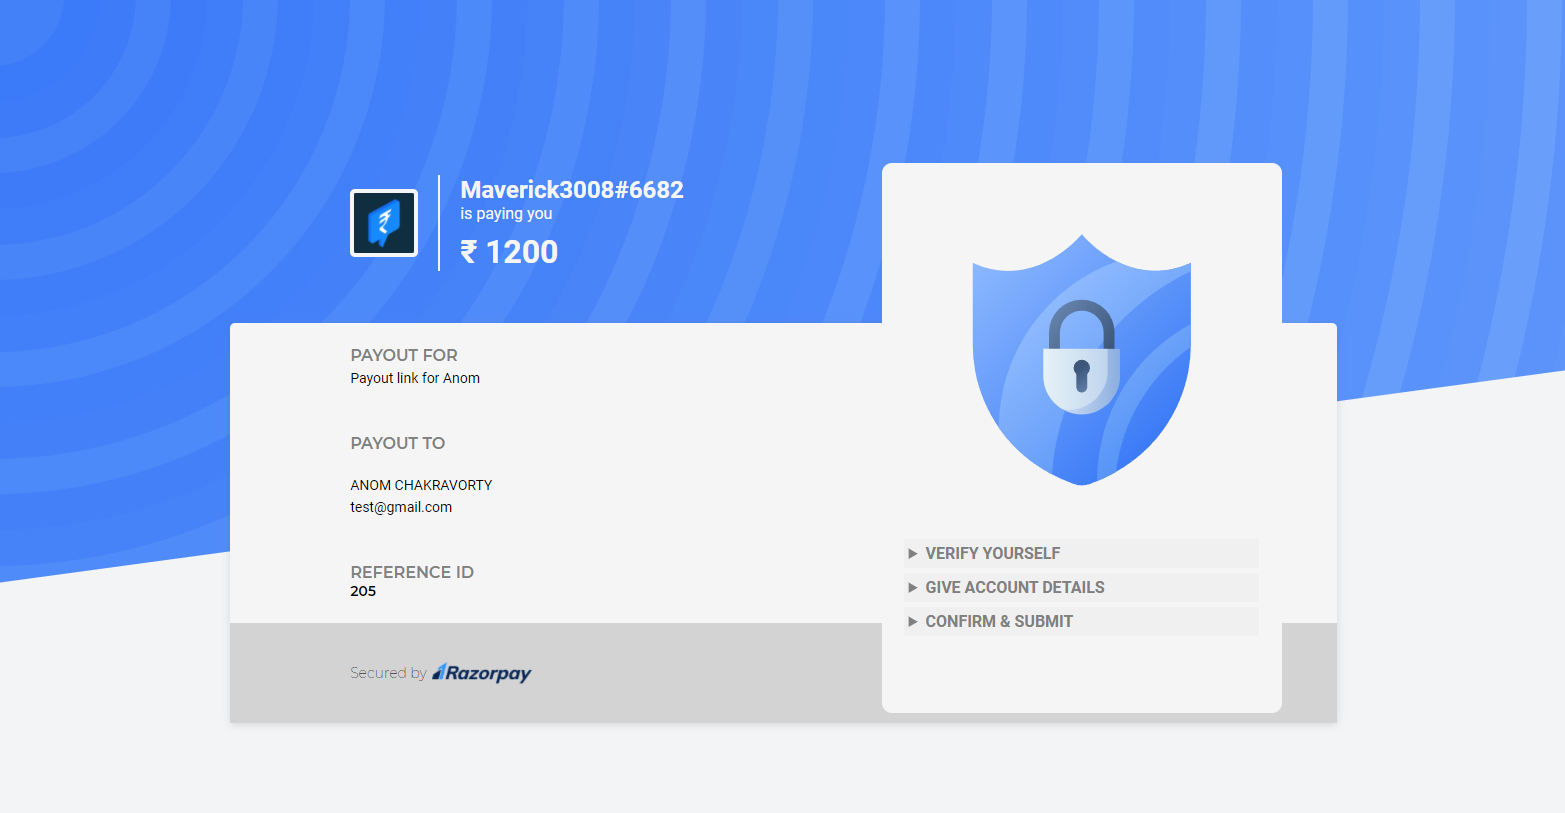 Maverick3008#6682
is paying you
₹ 1200
PAYOUT FOR
Payout link for Anom
PAYOUT TO
ANOM CHAKRAVORTY
test@gmail.com
REFERENCE ID
205
Secured by Razorpay
VERIFY YOURSELF
GIVE ACCOUNT DETAILS
CONFIRM & SUBMIT